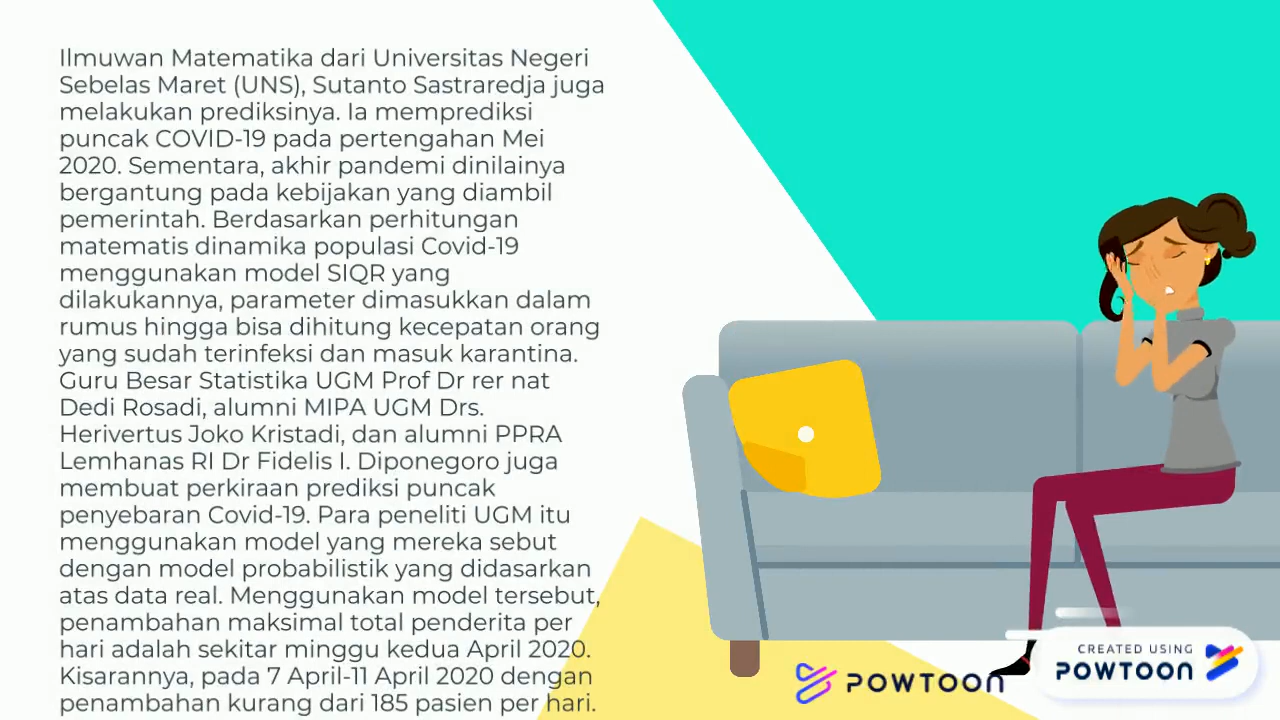 Ilmuwan Matematika dari Universitas Negeri
Sebelas Maret (UNS), Sutanto Sastraredja juga
melakukan prediksinya. Ia memprediksi
puncak COVID-19 pada pertengahan Mei
2020. Sementara, akhir pandemi dinilainya
bergantung pada kebijakan yang diambil
pemerintah. Berdasarkan perhitungan
matematis dinamika populasi Covid-19
menggunakan model SIQR yang
dilakukannya, parameter dimasukkan dalam
rumus hingga bisa dihitung kecepatan orang
yang sudah terinfeksi dan masuk karantina.
Guru Besar Statistika UGM Prof Dr rer nat
Dedi Rosadi, alumni MIPA UGM Drs.
Herivertus Joko Kristadi, dan alumni PPRA
Lemhanas RI Dr Fidelis I. Diponegoro juga
membuat perkiraan prediksi puncak
penyebaran Covid-19. Para peneliti UGM itu
menggunakan model yang mereka sebut
dengan model probabilistik yang didasarkan
atas data real. Menggunakan model tersebut,
penambahan maksimal total penderita per
hari adalah sekitar minggu kedua April 2020.
Kisarannya, pada 7 April-11 April 2020 dengan
penambahan kurang dari 185 pasien per hari.
POWTOON
CREATED USING
POWTOON